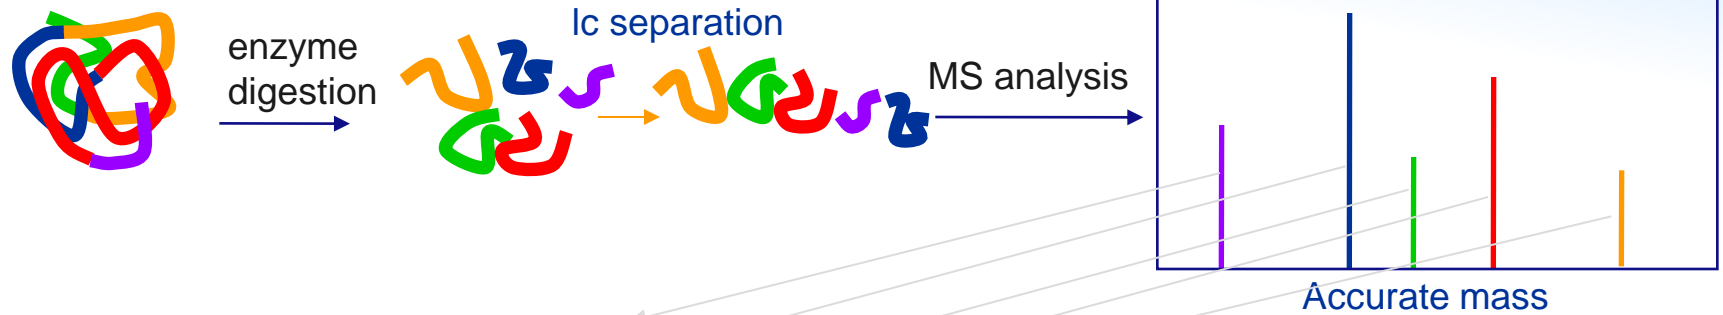 enzyme
digestion
lc separation
MS analysis
Accurate mass